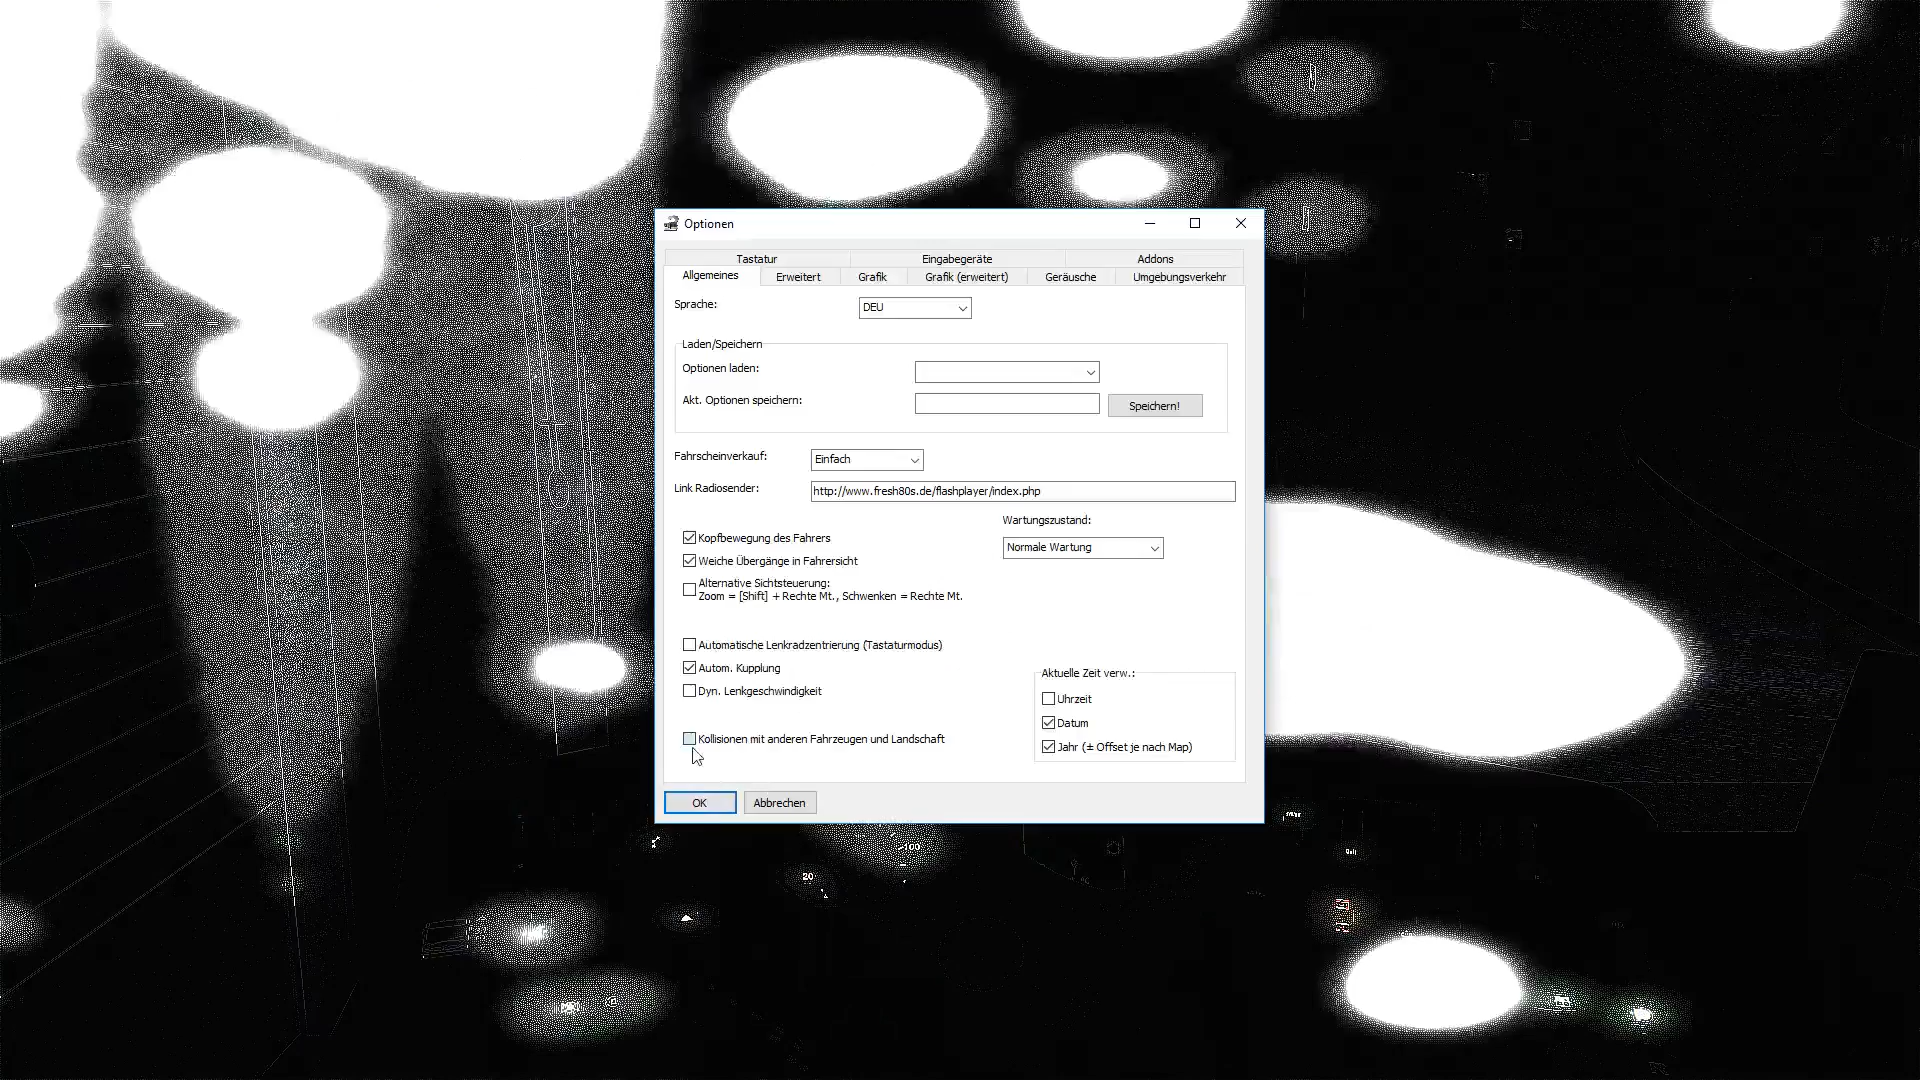 Optionen
Tastatur Eingabegeräte Addons
Allgemeines Erweitert Grafik Grafik (erweitert) Geräusche Umgebungsverkehr
Sprache: DEU
Laden/Speichern
Optionen laden:
Akt. Optionen speichern: Speichern!
Fahrscheinverkauf: Einfach
Link Radiosender: http://www.fresh80s.de/flashplayer/index.php
Wartungszustand:
Kopfbewegung des Fahrers
Normale Wartung
Weiche Übergänge in Fahrersicht
Alternative Sichtsteuerung:
Zoom = [Shift] + Rechte Mt., Schwenken = Rechte Mt.
Automatische Lenkradzentrierung (Tastaturmodus)
Autom. Kupplung
Aktuelle Zeit verw.:
Dyn. Lenkgeschwindigkeit
Uhrzeit
Datum
Kollisionen mit anderen Fahrzeugen und Landschaft
Jahr (± Offset je nach Map)
OK Abbrechen
100
20